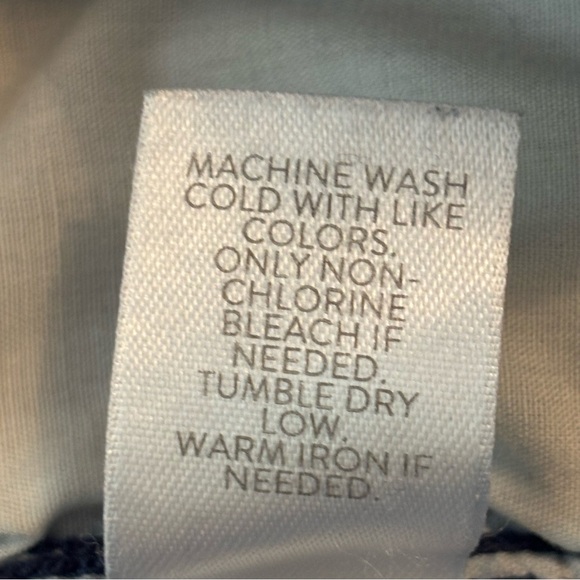 MACHINE WASH
COLD WITH LIKE
COLORS.
ONLY NON-
CHLORINE
BLEACH IF
NEEDED.
TUMBLE DRY
LOW.
WARM IRON IF
NEEDED.